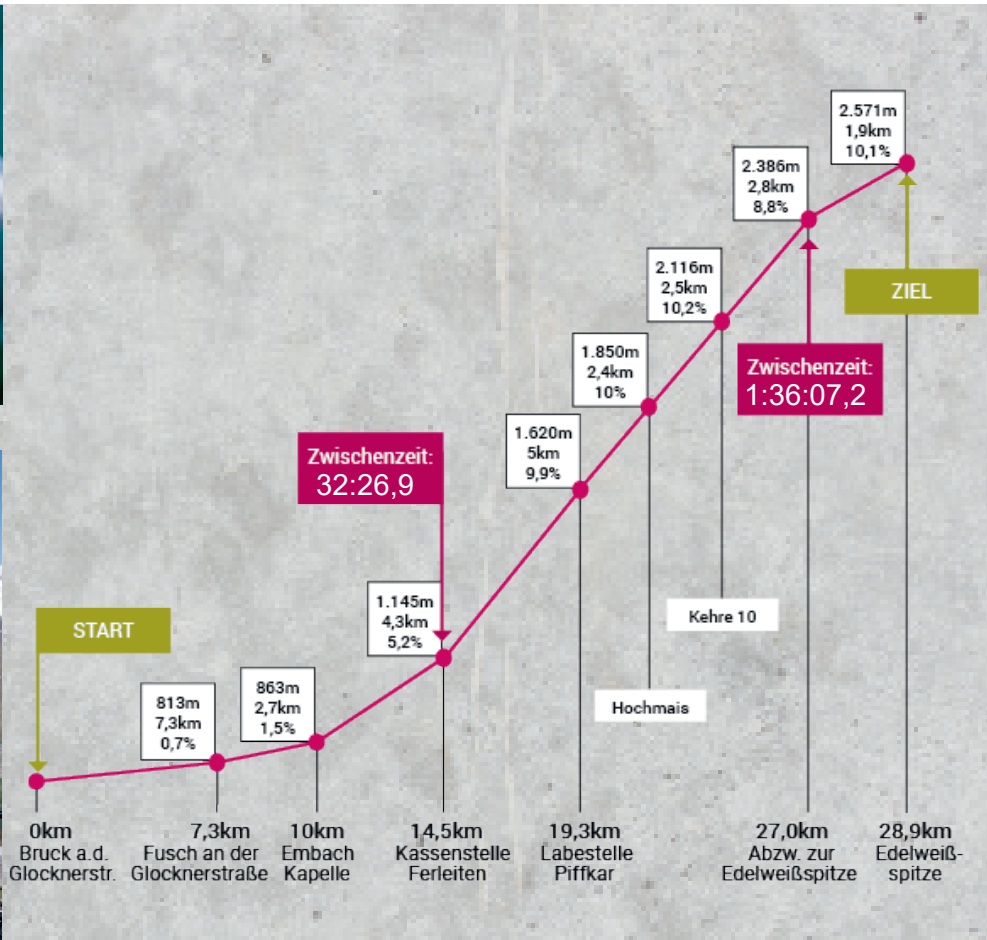 2.571m
1,9km
10,1%
2.386m
2,8km
8,8%
ZIEL
2.116m
2,5km
10,2%
1.850m
2,4km
10%
Zwischenzeit:
1:36:07,2
1.620m
5km
9,9%
Zwischenzeit:
32:26,9
1.145m
4,3km
5,2%
START
Kehre 10
863m
2,7km
1,5%
813m
7,3km
0,7%
Hochmais
0km
Bruck a.d.
Glocknerstr.
7,3km
Fusch an der
Glocknerstraße
10km
Embach
Kapelle
14,5km
Kassenstelle
Ferleiten
19,3km
Labestelle
Piffkar
27,0km
Abzw. zur
Edelweißspitze
28,9km
Edelweiß-
spitze